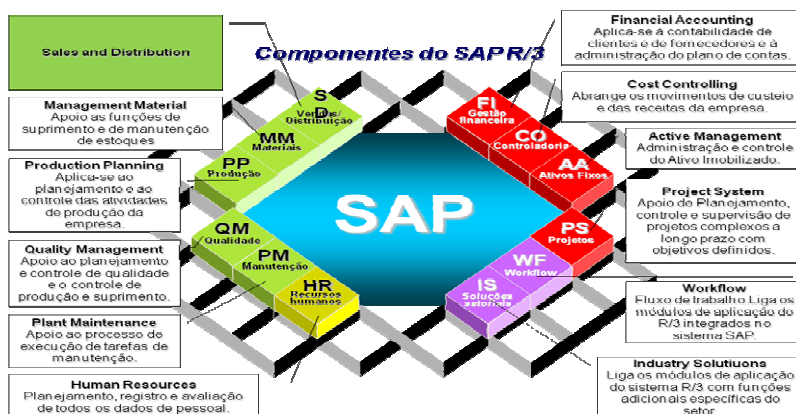 Componentes do SAP R/3
Sales and Distribution
Management Material
Apoio as funções de
suprimento e de manutenção
de estoques
Production Planning
Aplica-se ao
planejamento e ao
controle das atividades
de produção da
empresa.
Quality Management
Apoio ao planejamento
e controle de qualidade
e o controle de
produção e suprimento.
Plant Maintenance
Apoio ao processo de
execução de tarefas de
manutenção.
Human Resources
Planejamento, registro e avaliação
de todos os dados de pessoal.
SD
Vendas/
Distribuição
MM
Materiais
PP
Produção
QM
Qualidade
PM
Manutenção
HR
Recursos
humanos
SAP
FI
Gestão
financeira
CO
Controladoria
AA
Ativos Fixos
PS
Projetos
WF
Workflow
IS
Soluções
setoriais
Financial Accounting
Aplica-se à contabilidade de
clientes e de fornecedores e à
administração do plano de contas.
Cost Controlling
Abrange os movimentos de custeio
e das receitas da empresa.
Active Management
Administração e controle
do Ativo Imobilizado.
Project System
Apoio de Planejamento,
controle e supervisão de
projetos complexos a
longo prazo com
objetivos definidos.
Workflow
Fluxo de trabalho Liga os
módulos de aplicação do
R/3 integrados no
sistema SAP.
Industry Solutiuons
Liga os módulos de aplicação
do sistema R/3 com funções
adicionais específicas do
setor